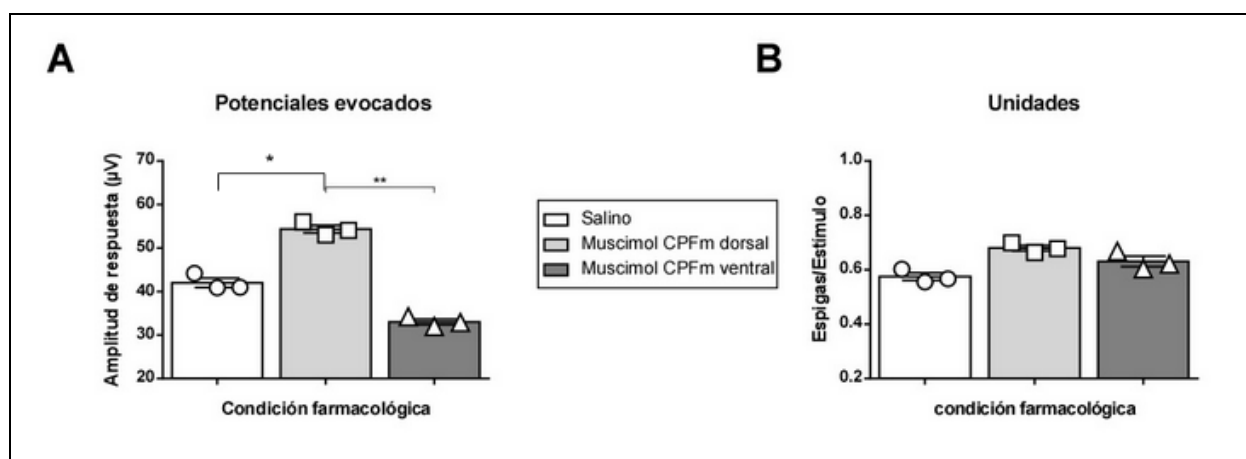 A
Potenciales evocados
Amplitud de respuesta (µV)
70
60
50
40
30
20
*
**
Condición farmacológica
Salino
Muscimol CPFm dorsal
Muscimol CPFm ventral
B
Unidades
Espigas/Estímulo
1.0
0.8
0.6
0.4
0.2
condición farmacológica